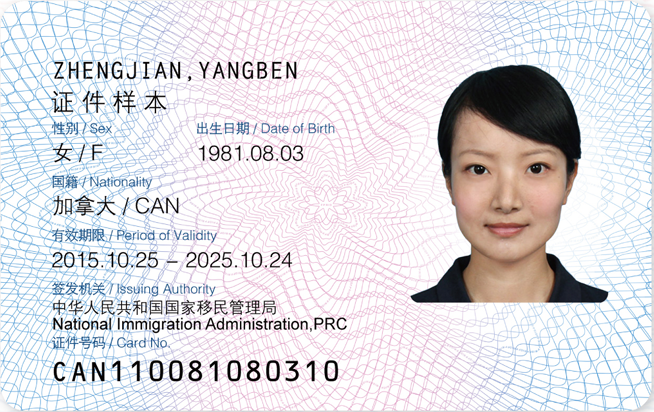 ZHENGJIAN,YANGBEN
证件样本
性别 / Sex 出生日期 / Date of Birth
女 / F 1981.08.03
国籍 / Nationality
加拿大 / CAN
有效期限 / Period of Validity
2015.10.25 – 2025.10.24
签发机关 / Issuing Authority
中华人民共和国国家移民管理局
National Immigration Administration,PRC
证件号码 / Card No.
CAN110081080310